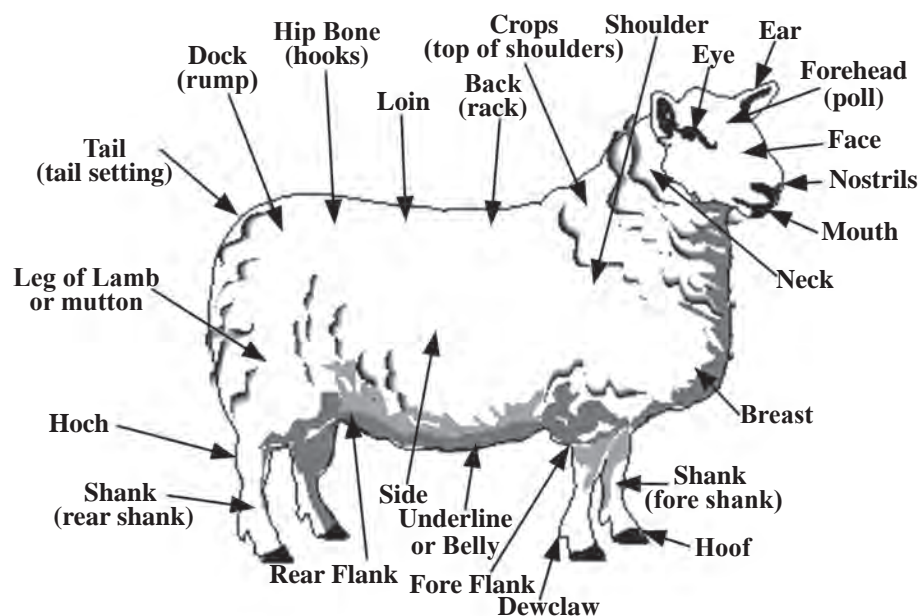 Hip Bone
(hooks)
Crops
(top of shoulders)
Shoulder
Ear
Dock
(rump)
Eye
Forehead
(poll)
Back
(rack)
Loin
Face
Tail
(tail setting)
Nostrils
Mouth
Leg of Lamb
or mutton
Neck
Breast
Hoch
Shank
(rear shank)
Side
Shank
(fore shank)
Underline
or Belly
Hoof
Rear Flank
Fore Flank
Dewclaw